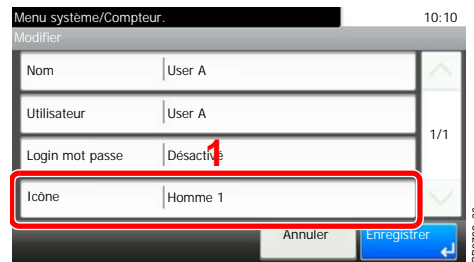 Menu système/Compteur.
10:10
Modifier
Nom User A
Utilisateur User A
1/1
Login mot passe Désactivé
1
Icône Homme 1
Annuler Enregistrer